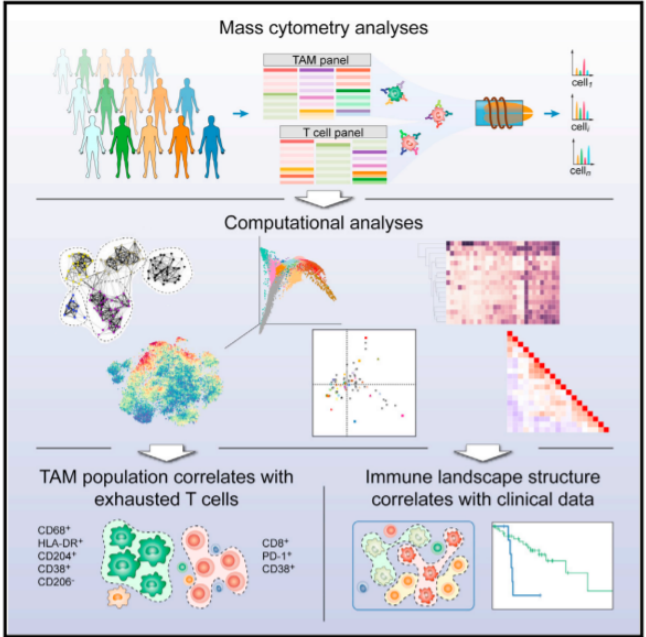 Mass cytometry analyses
TAM panel
T cell panel
cell1
celli
celln
Computational analyses
TAM population correlates with
exhausted T cells
CD68+
HLA-DR+
CD204+
CD38+
CD206-
CD8+
PD-1+
CD38+
Immune landscape structure
correlates with clinical data